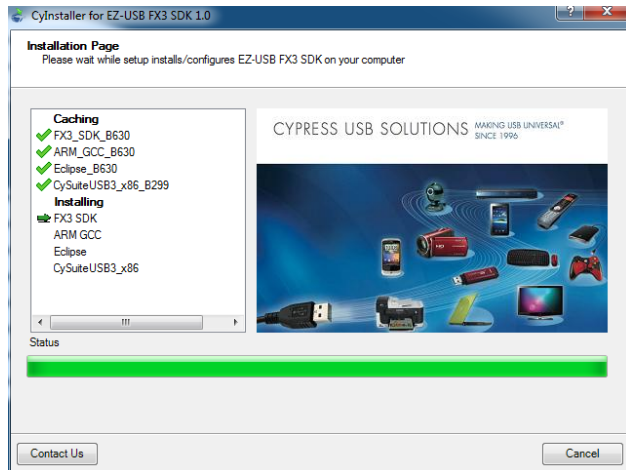 CyInstaller for EZ-USB FX3 SDK 1.0
Installation Page
Please wait while setup installs/configures EZ-USB FX3 SDK on your computer
Caching
FX3_SDK_B630
ARM_GCC_B630
Eclipse_B630
CySuiteUSB3_x86_B299
Installing
FX3 SDK
ARM GCC
Eclipse
CySuiteUSB3_x86
CYPRESS USB SOLUTIONS
MAKING USB UNIVERSAL®
SINCE 1996
HD
Status
Contact Us
Cancel